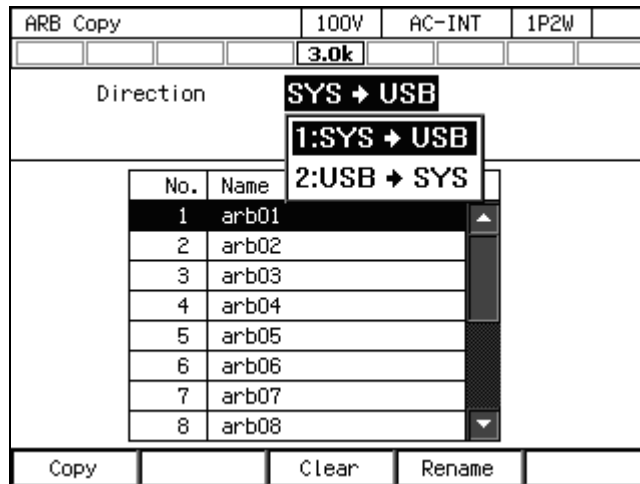 ARB Copy 100V AC-INT 1P2W
3.0k
Direction SYS → USB
1:SYS → USB
2:USB → SYS
No. Name
1 arb01
2 arb02
3 arb03
4 arb04
5 arb05
6 arb06
7 arb07
8 arb08
Copy Clear Rename